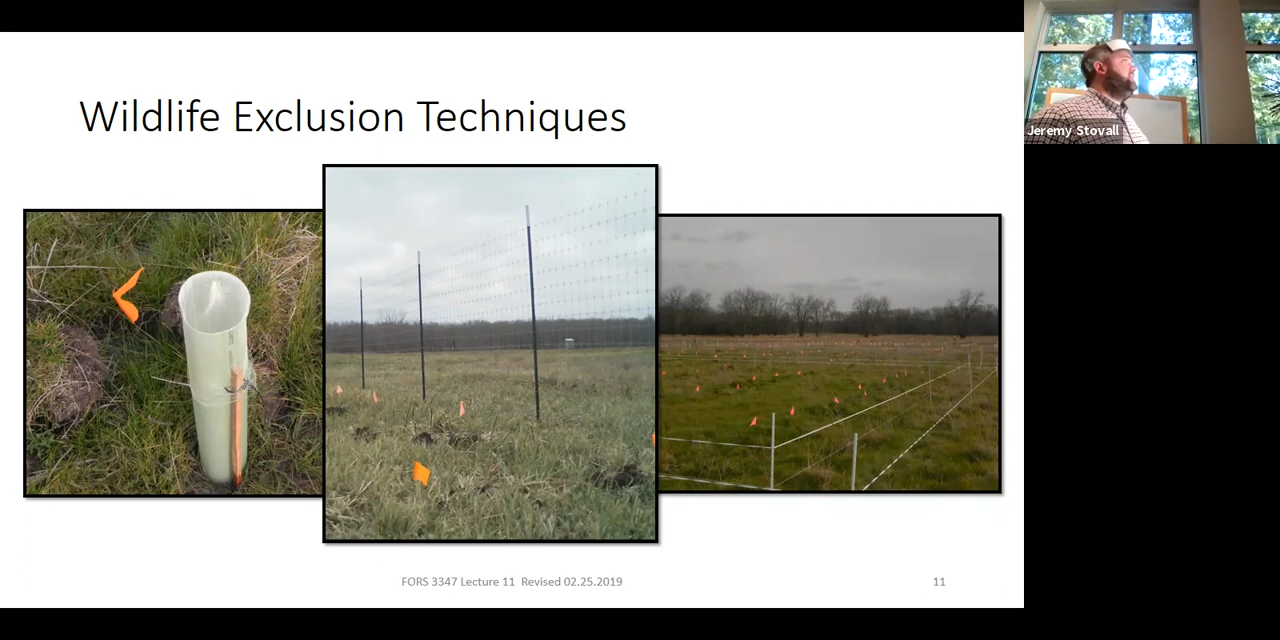 Wildlife Exclusion Techniques
Jeremy Stovall
FORS 3347 Lecture 11 Revised 02.25.2019
11